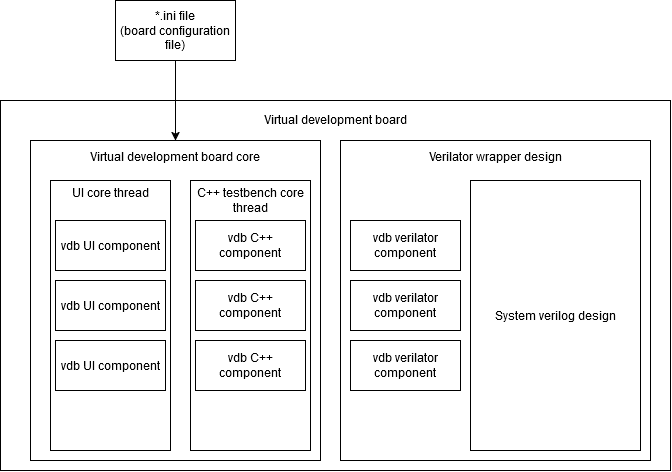 *.ini file
(board configuration
file)
Virtual development board
Virtual development board core
Verilator wrapper design
UI core thread
C++ testbench core
thread
vdb UI component
vdb C++
component
vdb verilator
component
vdb UI component
vdb C++
component
vdb verilator
component
System verilog design
vdb UI component
vdb C++
component
vdb verilator
component